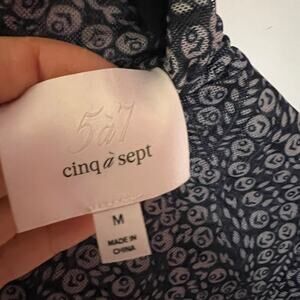 5à7
cinq à sept
M
MADE IN
CHINA